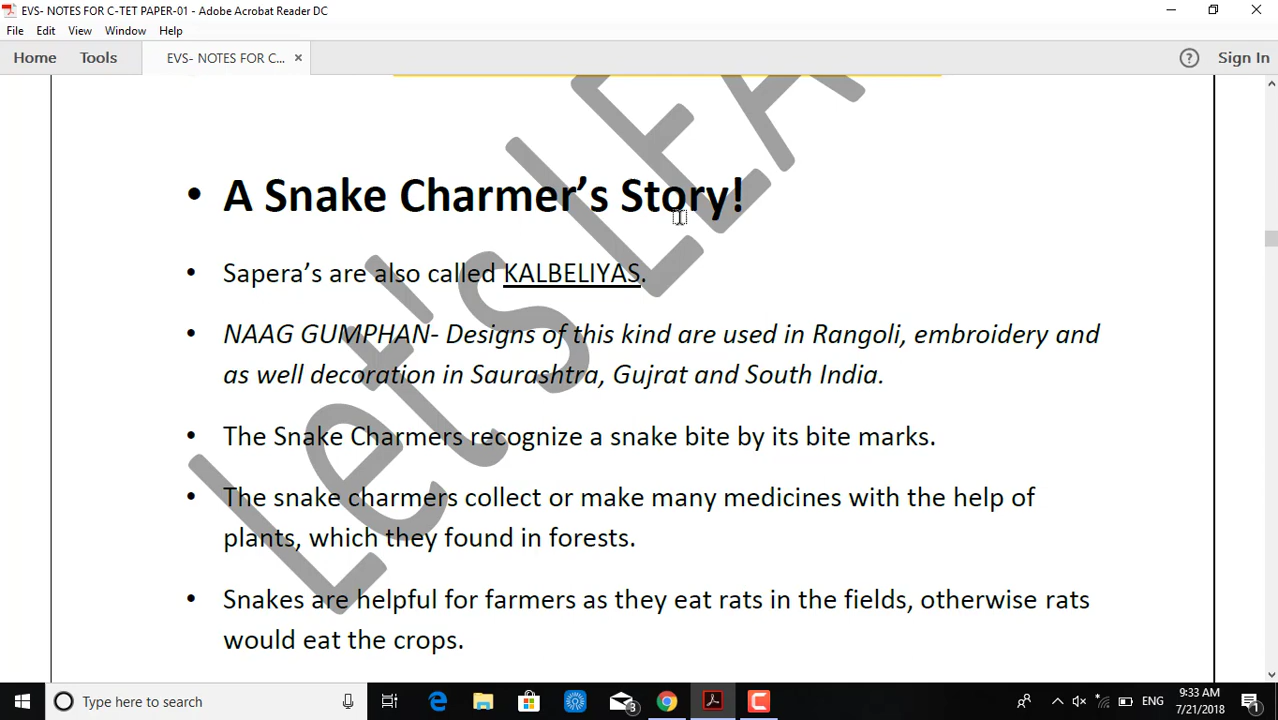 EVS- NOTES FOR C-TET PAPER-01 - Adobe Acrobat Reader DC
File Edit View Window Help
Home Tools EVS- NOTES FOR C... × ? Sign In
Let's LEA
• A Snake Charmer's Story!
• Sapera's are also called KALBELIYAS.
• NAAG GUMPHAN- Designs of this kind are used in Rangoli, embroidery and
as well decoration in Saurashtra, Gujrat and South India.
• The Snake Charmers recognize a snake bite by its bite marks.
• The snake charmers collect or make many medicines with the help of
plants, which they found in forests.
• Snakes are helpful for farmers as they eat rats in the fields, otherwise rats
would eat the crops.
Type here to search 3 ENG 9:33 AM
7/21/2018 1